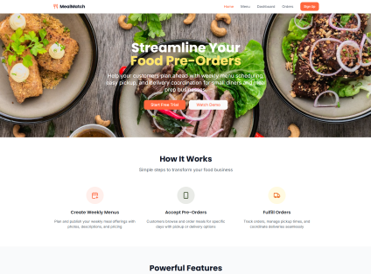 MealMatch
Home Menu Dashboard Orders Sign Up
Streamline Your
Food Pre-Orders
Help your customers plan ahead with weekly menu scheduling,
easy pickup, and delivery coordination for small diners and meal
prep businesses.
Start Free Trial Watch Demo
How It Works
Simple steps to transform your food business
Create Weekly Menus
Plan and publish your weekly meal offerings with
photos, descriptions, and pricing
Accept Pre-Orders
Customers browse and order meals for specific
days with pickup or delivery options
Fulfill Orders
Track orders, manage pickup times, and
coordinate deliveries seamlessly
Powerful Features